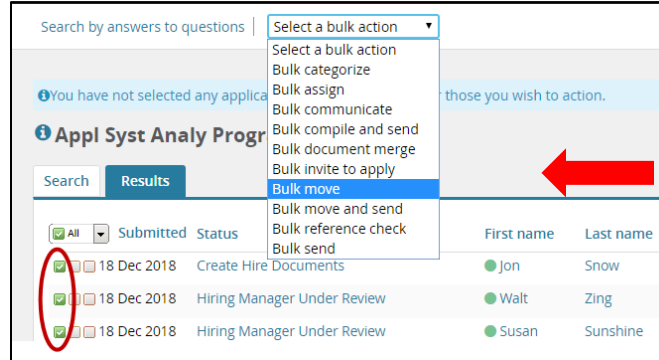 Search by answers to questions | Select a bulk action
Select a bulk action
Bulk categorize
Bulk assign
Bulk communicate
Bulk compile and send
Bulk document merge
Bulk invite to apply
Bulk move
Bulk move and send
Bulk reference check
Bulk send
You have not selected any applica those you wish to action.
Appl Syst Analy Progr
Search Results
All Submitted Status First name Last name
18 Dec 2018 Create Hire Documents Jon Snow
18 Dec 2018 Hiring Manager Under Review Walt Zing
18 Dec 2018 Hiring Manager Under Review Susan Sunshine